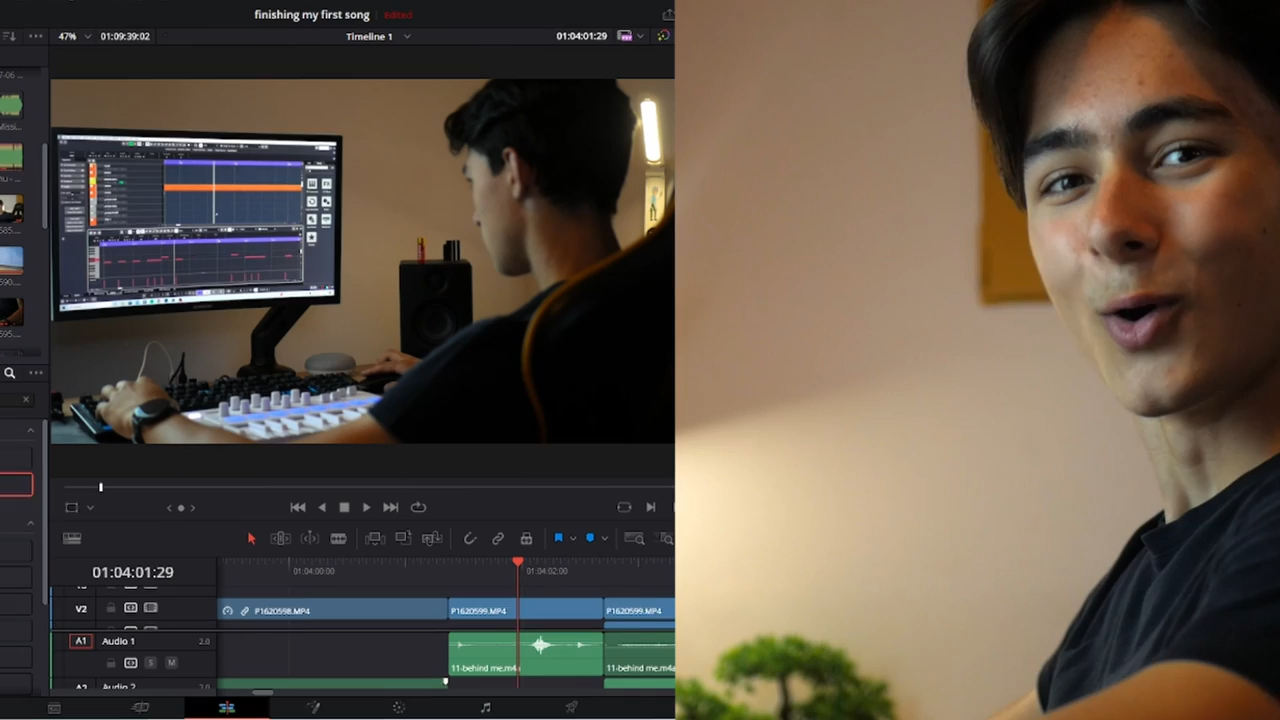 finishing my first song Edited
47% 01:09:39:02 Timeline 1 01:04:01:29
01:04:01:29
01:04:00:00 01:04:02:00
V2 P1620598.MP4 P1620599.MP4 P1620599.MP4
A1 Audio 1 2.0
S M 11-behind me.m4a 11-behind me.m4a
Audio 2 2.0